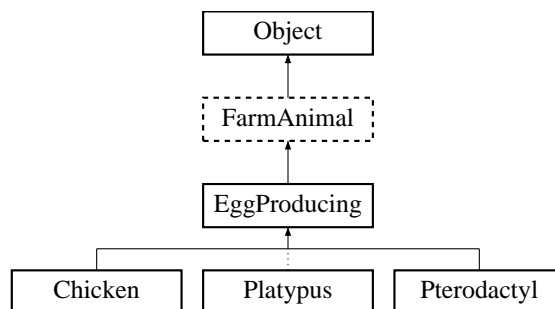 Object
FarmAnimal
EggProducing
Chicken
Platypus
Pterodactyl